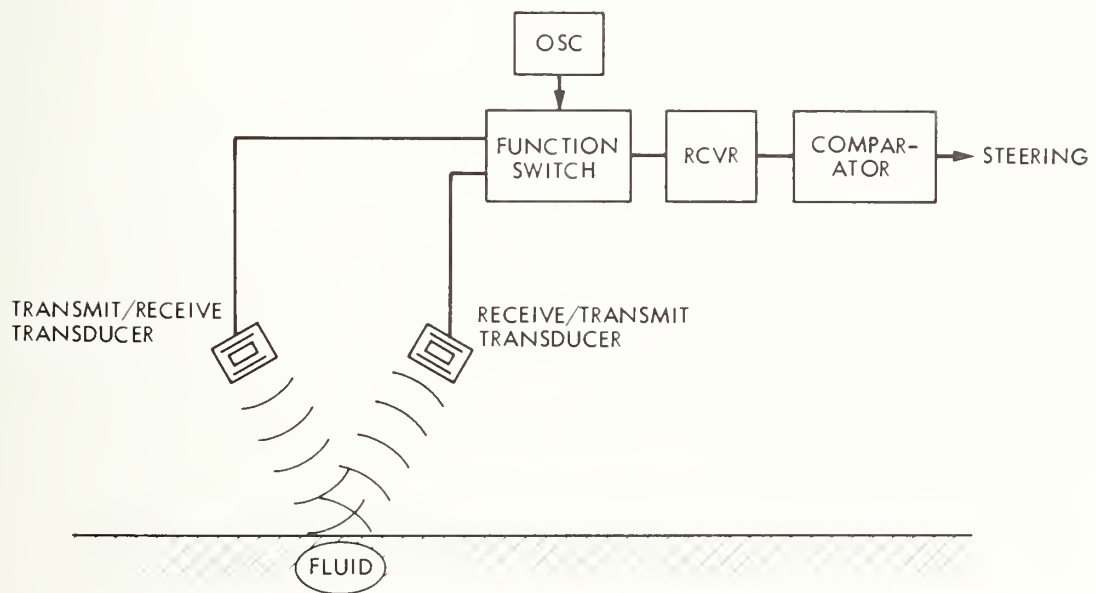 OSC
FUNCTION
SWITCH
RCVR
COMPAR-
ATOR
STEERING
TRANSMIT/RECEIVE
TRANSDUCER
RECEIVE/TRANSMIT
TRANSDUCER
FLUID